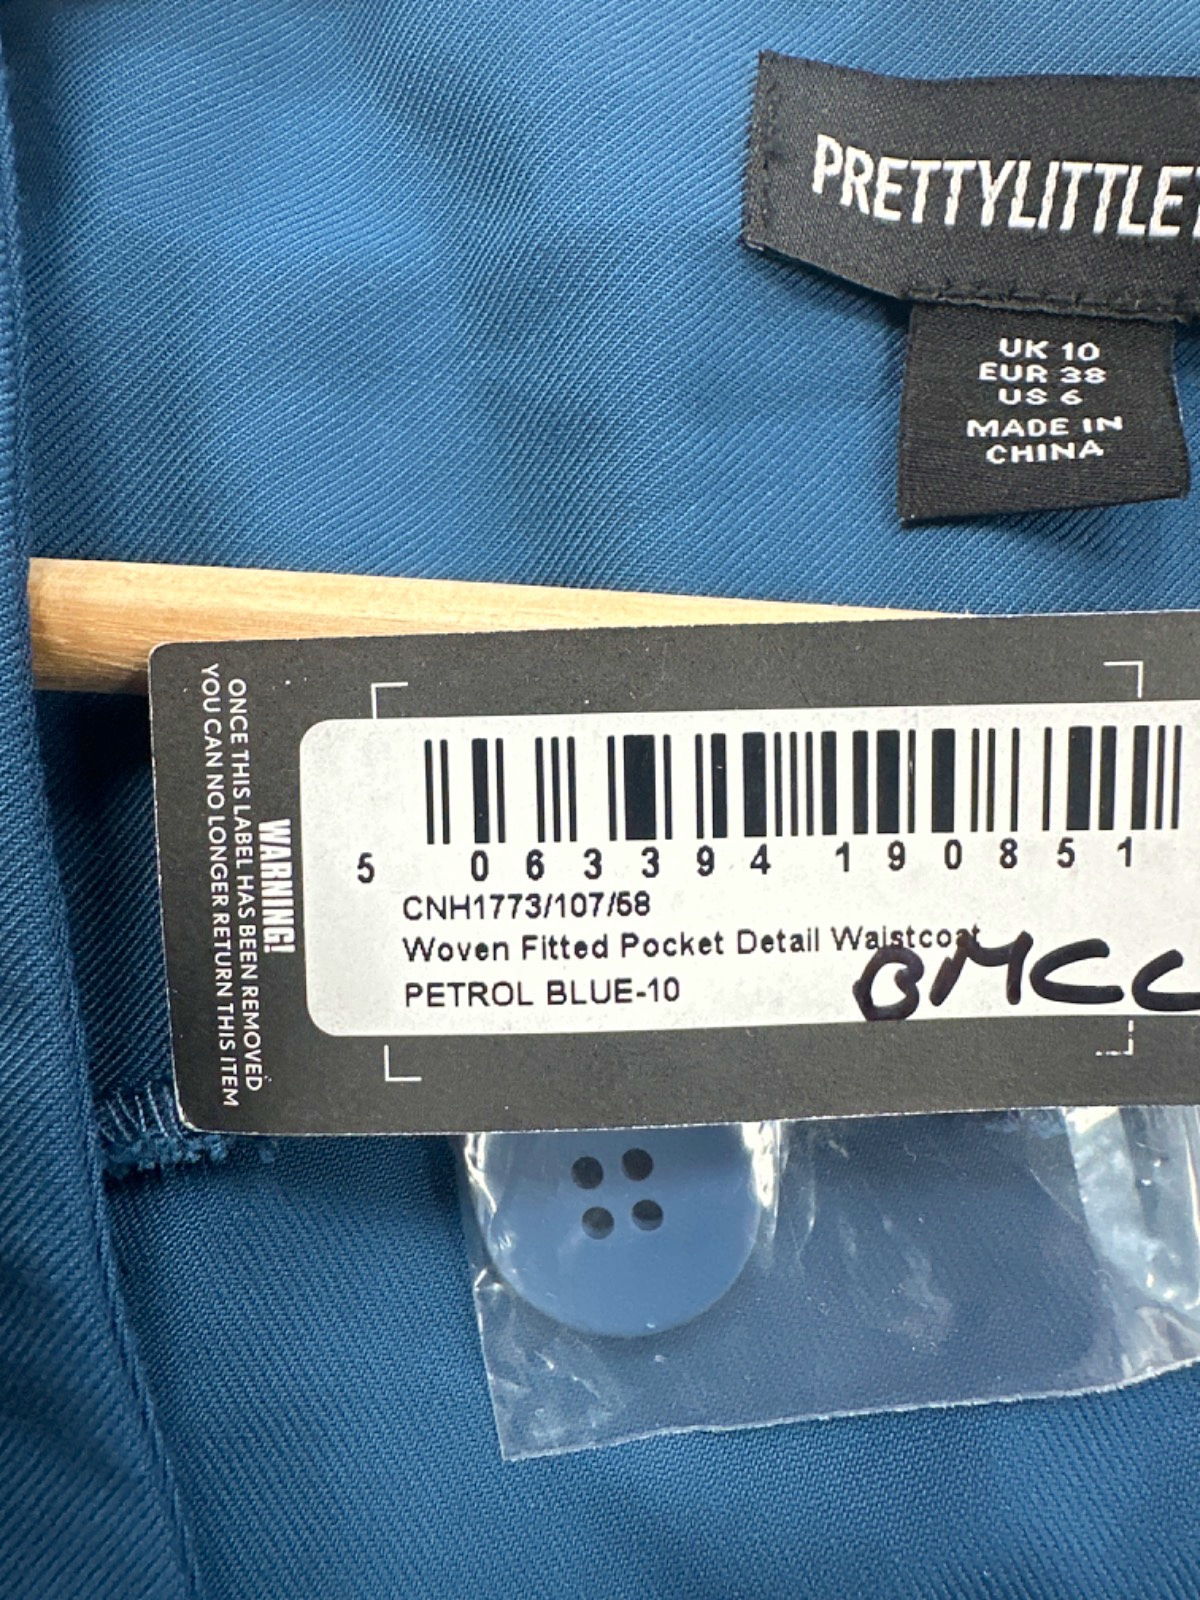 PRETTYLITTLE
UK 10
EUR 38
US 6
MADE IN
CHINA
WARNING!
ONCE THIS LABEL HAS BEEN REMOVED
YOU CAN NO LONGER RETURN THIS ITEM
5 063394 190851
CNH1773/107/68
Woven Fitted Pocket Detail Waistcoat
PETROL BLUE-10
BMCC